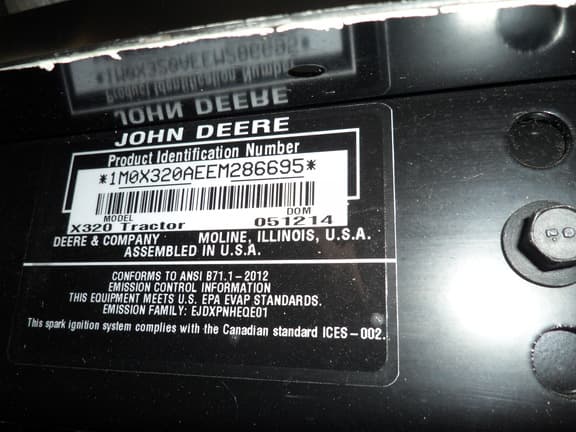 JOHN DEERE
Product Identification Number
*1M0X320AEEM286695*
MODEL DOM
X320 Tractor 051214
DEERE & COMPANY MOLINE, ILLINOIS, U.S.A.
ASSEMBLED IN U.S.A.
CONFORMS TO ANSI B71.1-2012
EMISSION CONTROL INFORMATION
THIS EQUIPMENT MEETS U.S. EPA EVAP STANDARDS.
EMISSION FAMILY: EJDXPNHEQE01
This spark ignition system complies with the Canadian standard ICES-002.